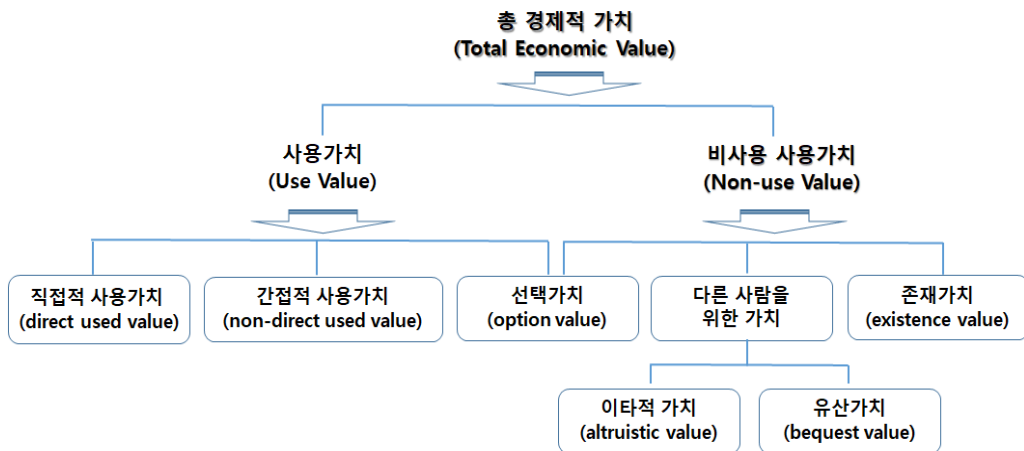 총 경제적 가치
(Total Economic Value)
사용가치
(Use Value)
비사용 사용가치
(Non-use Value)
직접적 사용가치
(direct used value)
간접적 사용가치
(non-direct used value)
선택가치
(option value)
다른 사람을
위한 가치
존재가치
(existence value)
이타적 가치
(altruistic value)
유산가치
(bequest value)